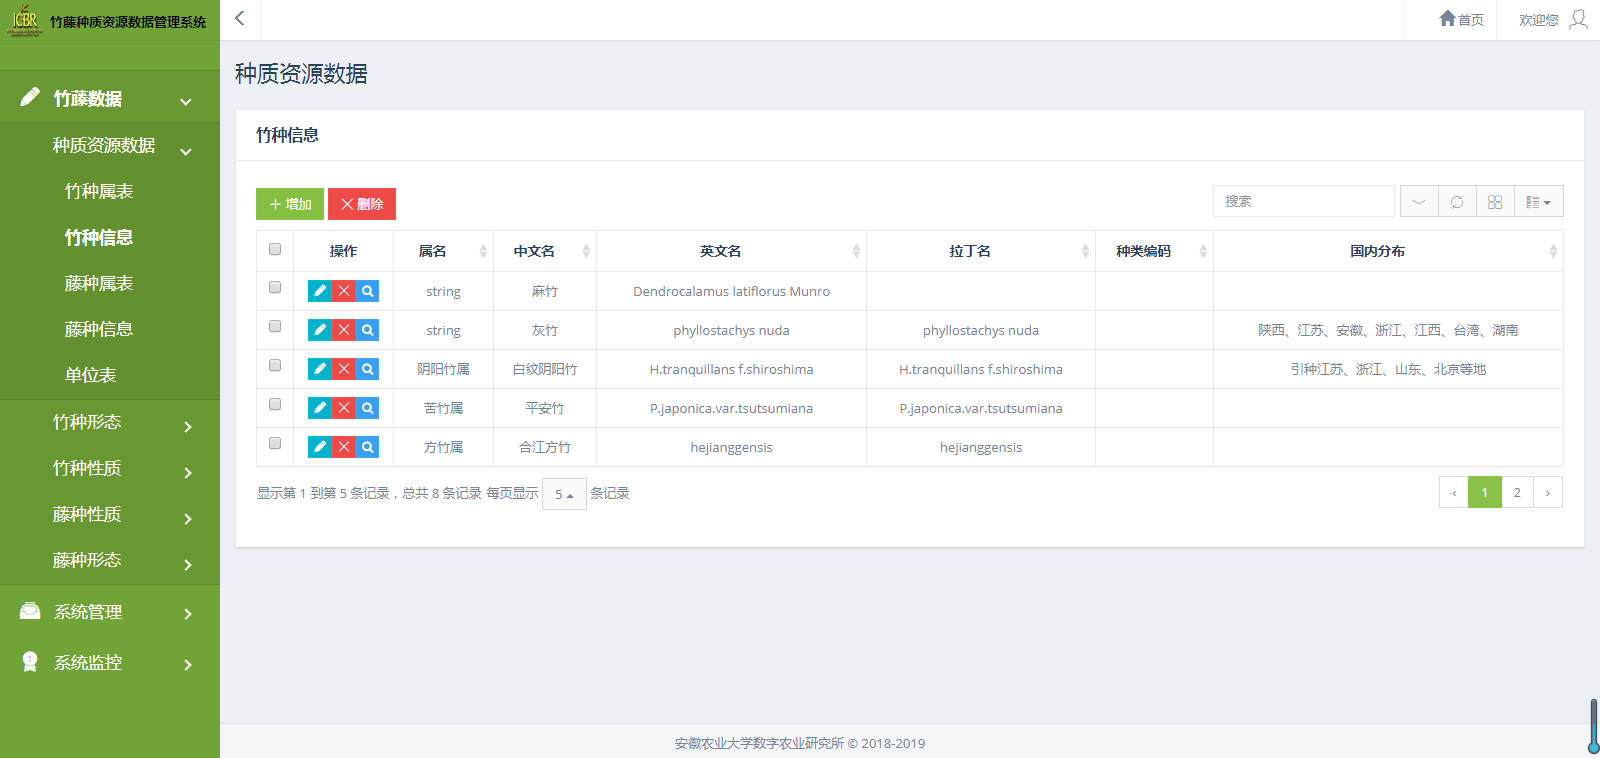 ICBR 竹藤种质资源数据管理系统
首页 欢迎您
竹藤数据
种质资源数据
竹种属表
竹种信息
藤种属表
藤种信息
单位表
竹种形态
竹种性质
藤种性质
藤种形态
系统管理
系统监控
种质资源数据
竹种信息
增加 删除 搜索
操作 属名 中文名 英文名 拉丁名 种类编码 国内分布
string 麻竹 Dendrocalamus latiflorus Munro
string 灰竹 phyllostachys nuda phyllostachys nuda 陕西、江苏、安徽、浙江、江西、台湾、湖南
阴阳竹属 白纹阴阳竹 H.tranquillans f.shiroshima H.tranquillans f.shiroshima 引种江苏、浙江、山东、北京等地
苦竹属 平安竹 P.japonica.var.tsutsumiana P.japonica.var.tsutsumiana
方竹属 合江方竹 hejianggensis hejianggensis
显示第 1 到第 5 条记录，总共 8 条记录 每页显示 5 条记录
‹ 1 2 ›
安徽农业大学数字农业研究所 © 2018-2019